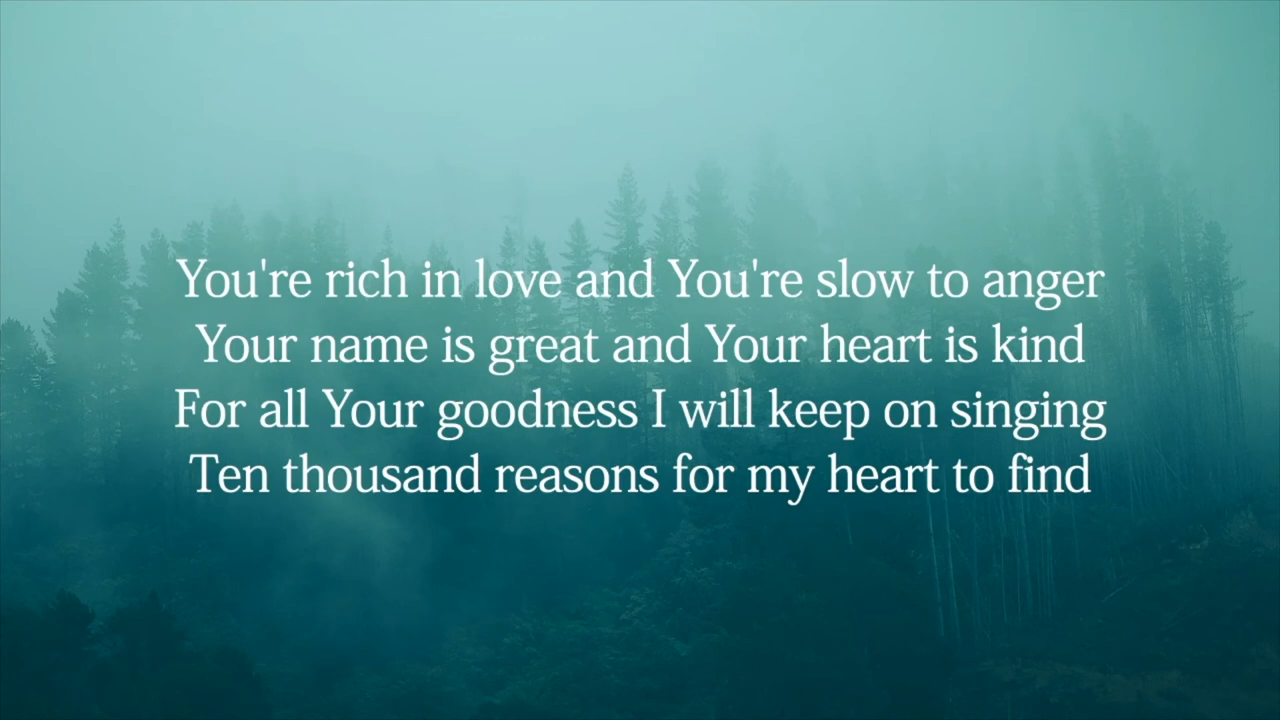 You're rich in love and You're slow to anger
Your name is great and Your heart is kind
For all Your goodness I will keep on singing
Ten thousand reasons for my heart to find